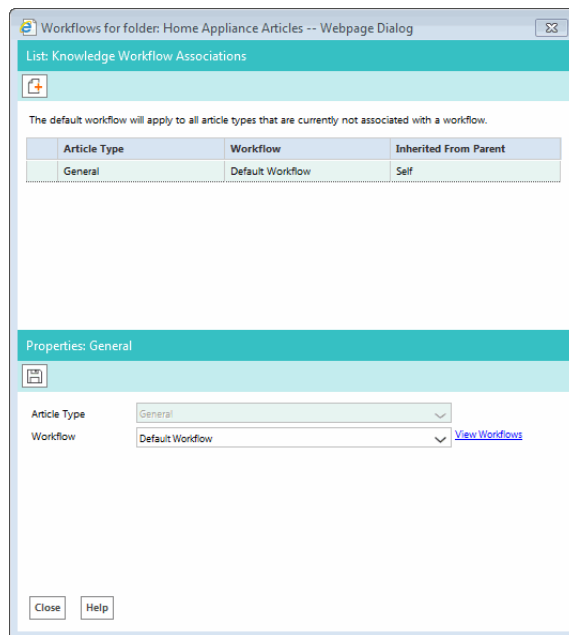 Workflows for folder: Home Appliance Articles -- Webpage Dialog
List: Knowledge Workflow Associations
The default workflow will apply to all article types that are currently not associated with a workflow.
Article Type Workflow Inherited From Parent
General Default Workflow Self
Properties: General
Article Type General
Workflow Default Workflow View Workflows
Close Help